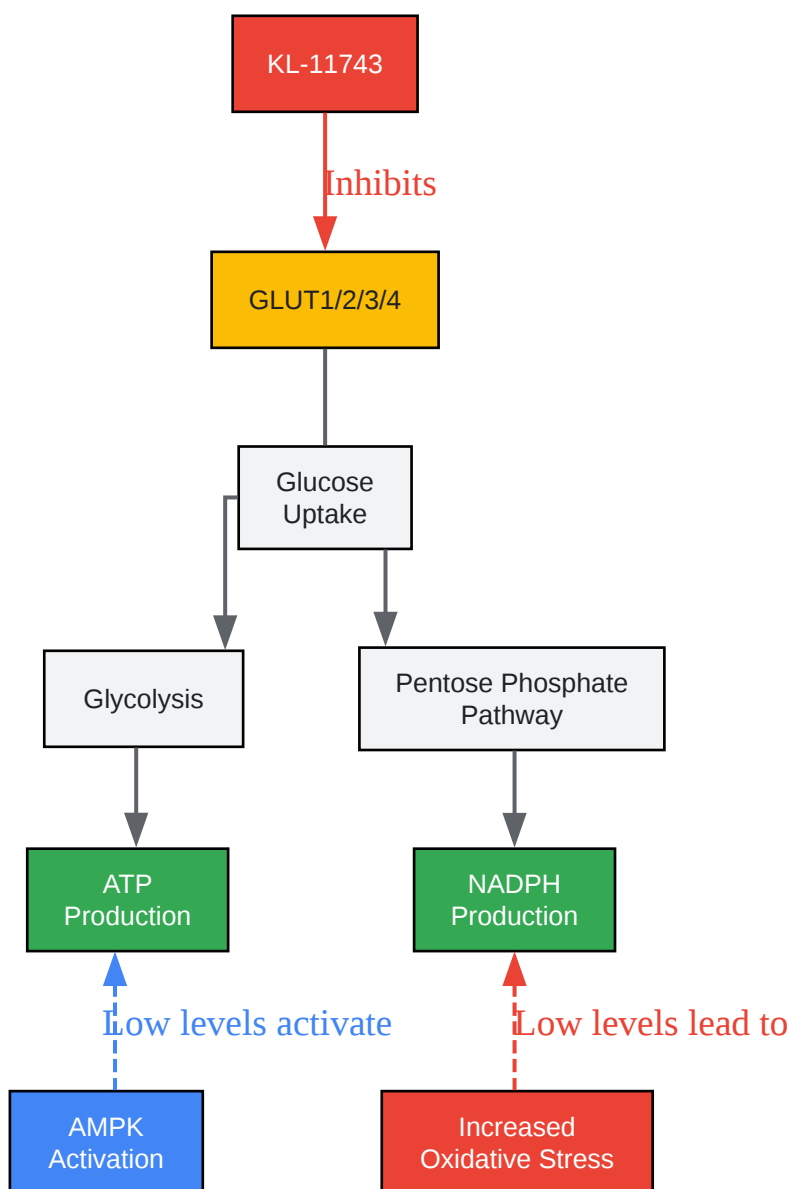 KL-11743
Inhibits
GLUT1/2/3/4
Glucose
Uptake
Glycolysis
Pentose Phosphate
Pathway
ATP
Production
NADPH
Production
Low levels activate
Low levels lead to
AMPK
Activation
Increased
Oxidative Stress